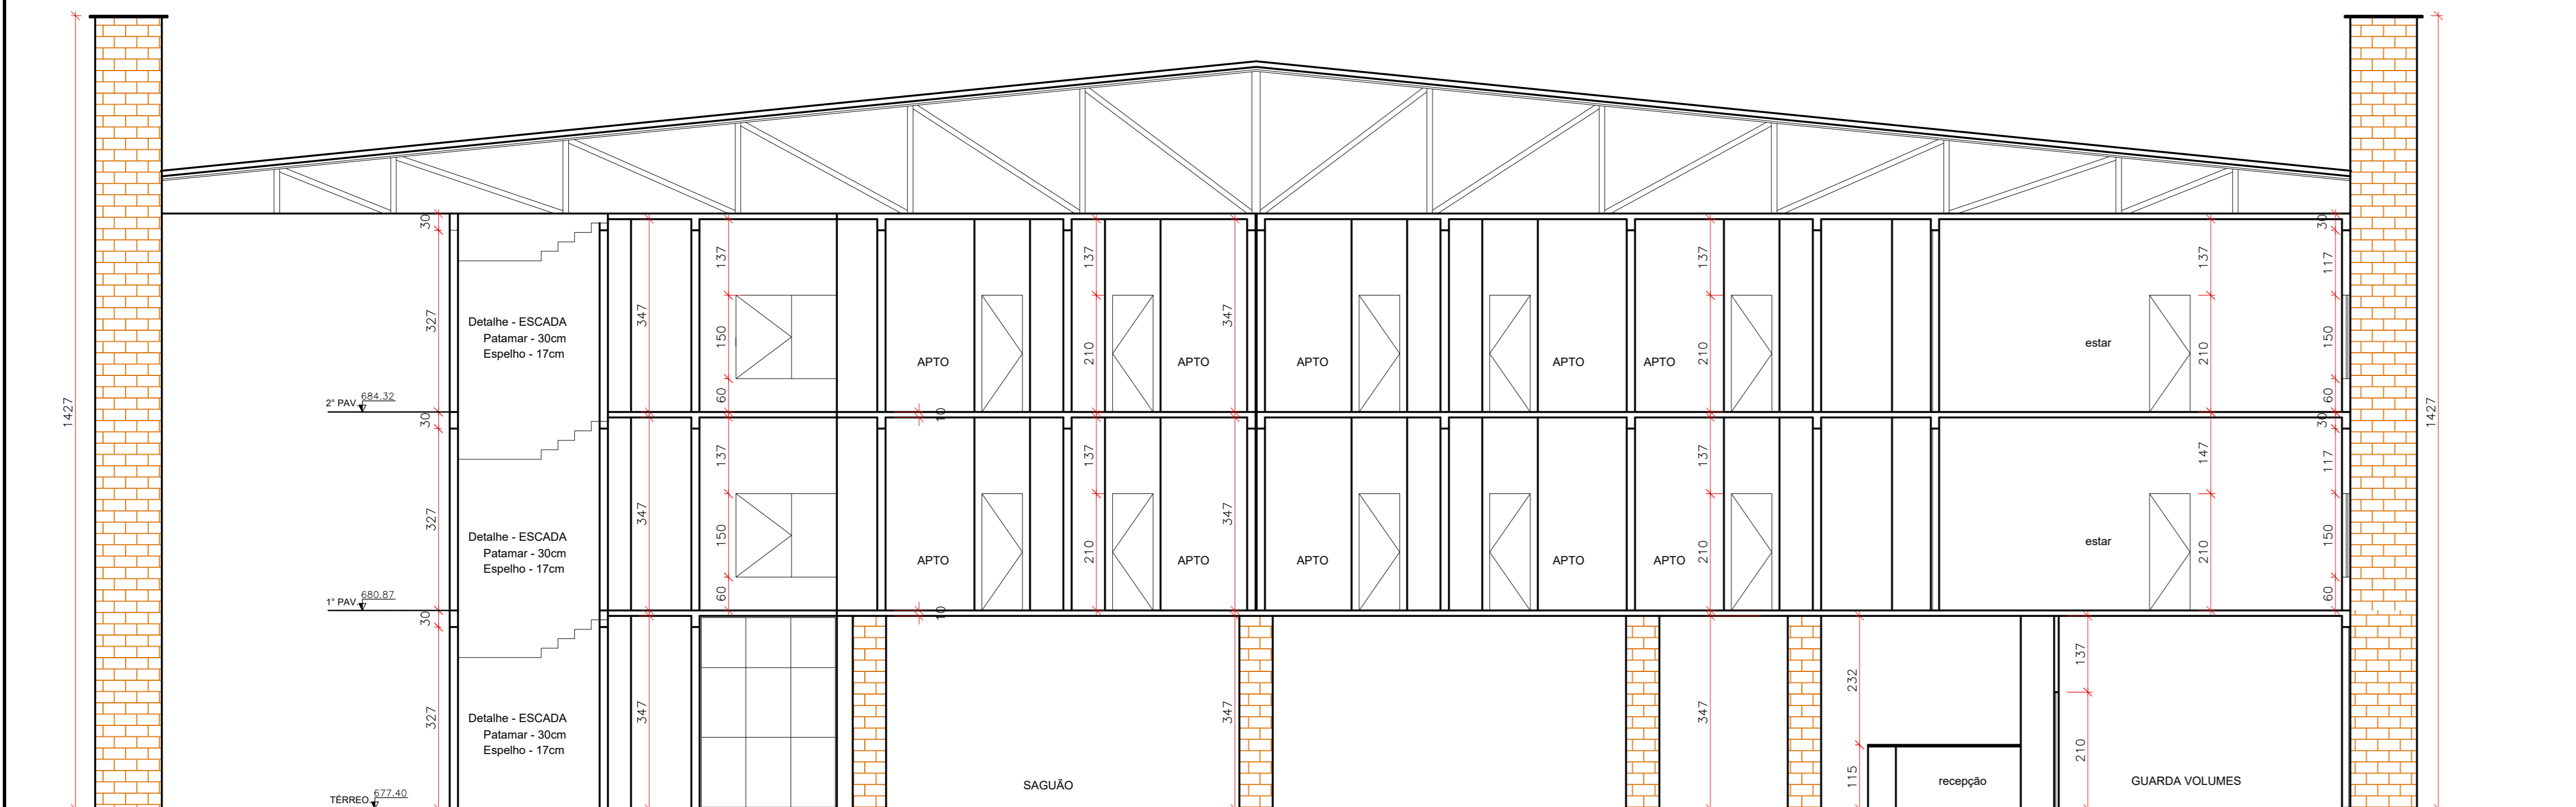 1427
30
327
Detalhe - ESCADA
Patamar - 30cm
Espelho - 17cm
347
137
150
60
APTO
137
210
APTO
347
APTO
APTO
APTO
137
210
estar
137
210
30
117
150
60
1427
2° PAV.
684.32
30
327
Detalhe - ESCADA
Patamar - 30cm
Espelho - 17cm
347
137
150
60
10
APTO
137
210
APTO
347
APTO
APTO
APTO
137
210
estar
147
210
30
117
150
60
1° PAV.
680.87
30
327
Detalhe - ESCADA
Patamar - 30cm
Espelho - 17cm
347
10
SAGUÃO
347
347
232
115
recepção
137
210
GUARDA VOLUMES
TÉRREO
677.40